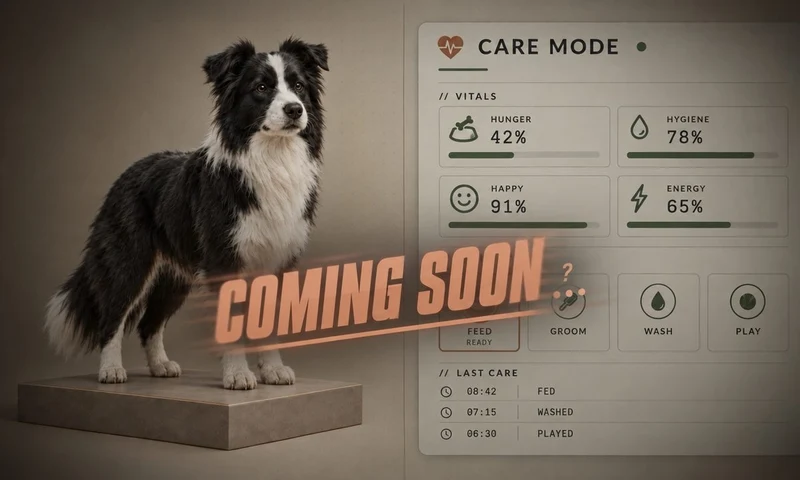 CARE MODE
// VITALS
HUNGER
42%
HYGIENE
78%
HAPPY
91%
ENERGY
65%
COMING SOON
?
FEED
READY
GROOM
WASH
PLAY
// LAST CARE
08:42 FED
07:15 WASHED
06:30 PLAYED